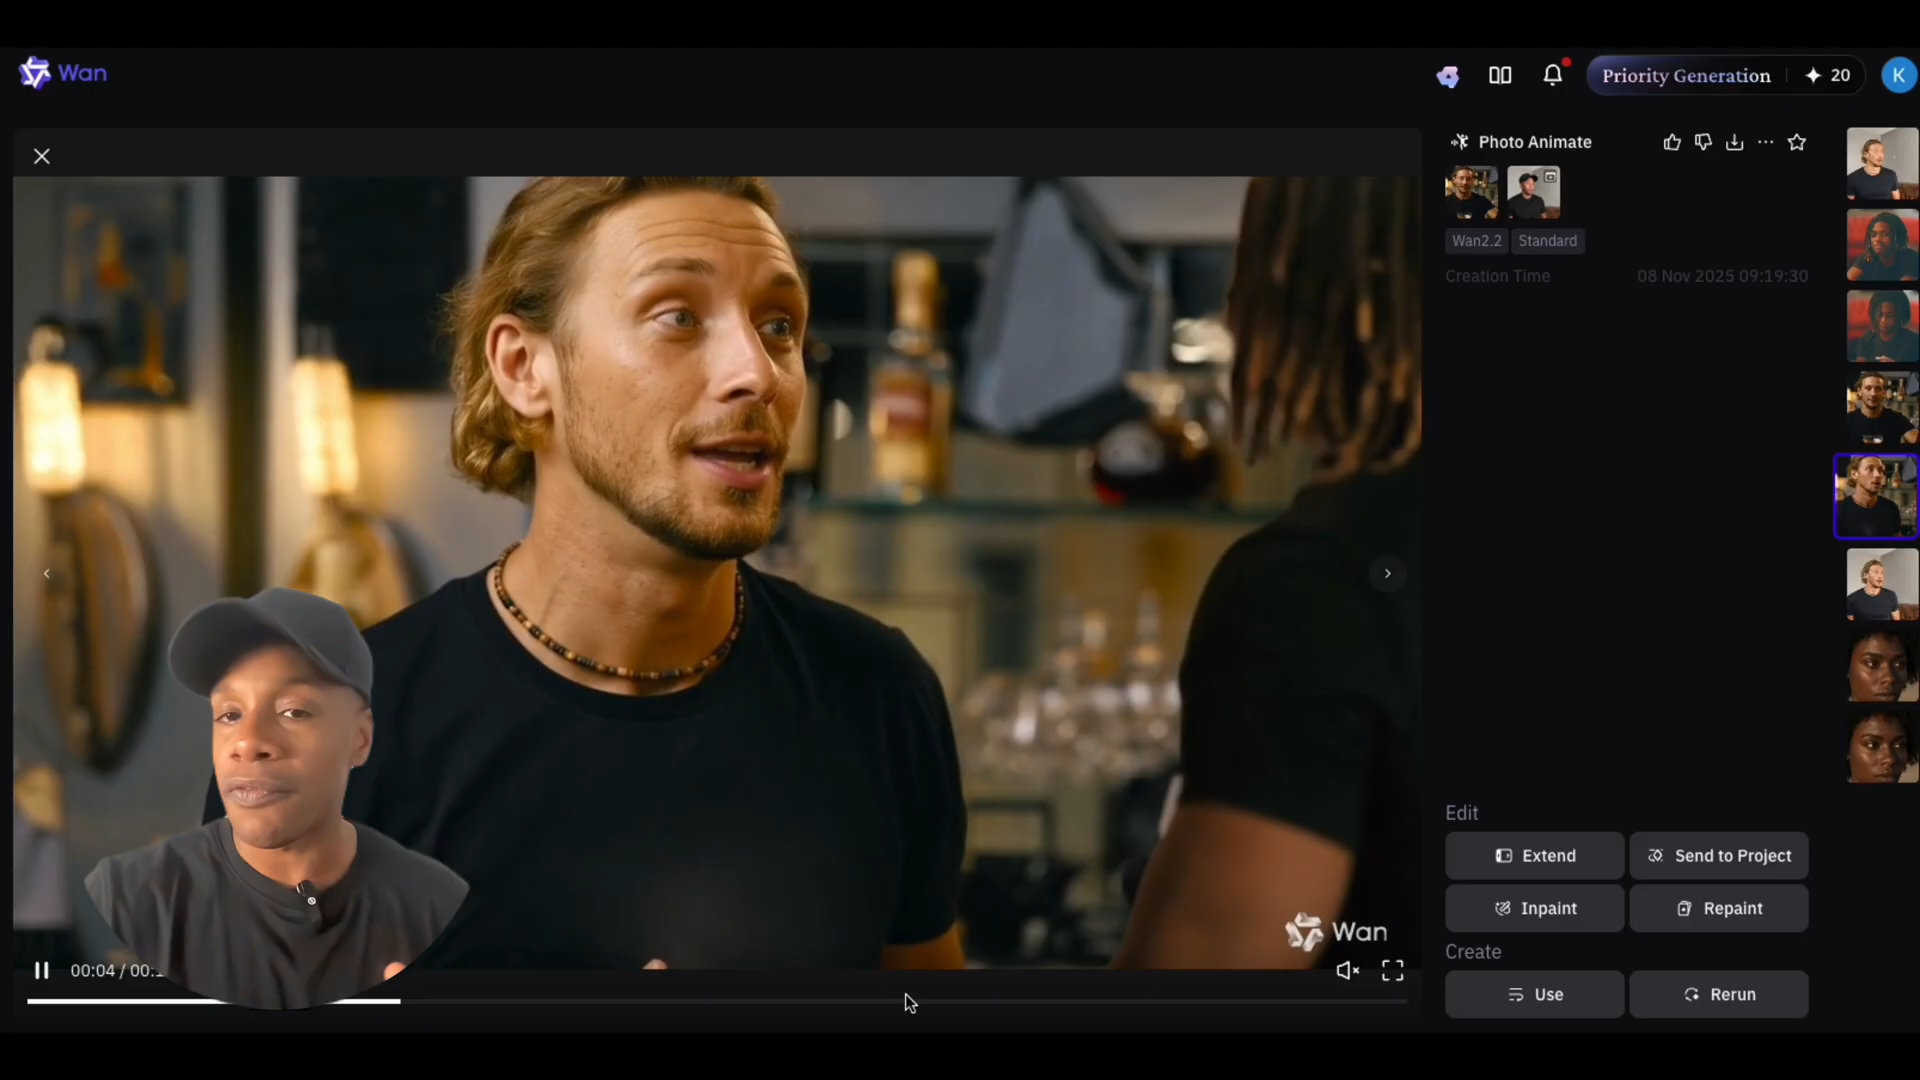 Wan
Priority Generation
20
K
Photo Animate
Wan2.2
Standard
Creation Time
08 Nov 2025 09:19:30
Wan
00:04 / 00:
Edit
Extend
Send to Project
Inpaint
Repaint
Create
Use
Rerun